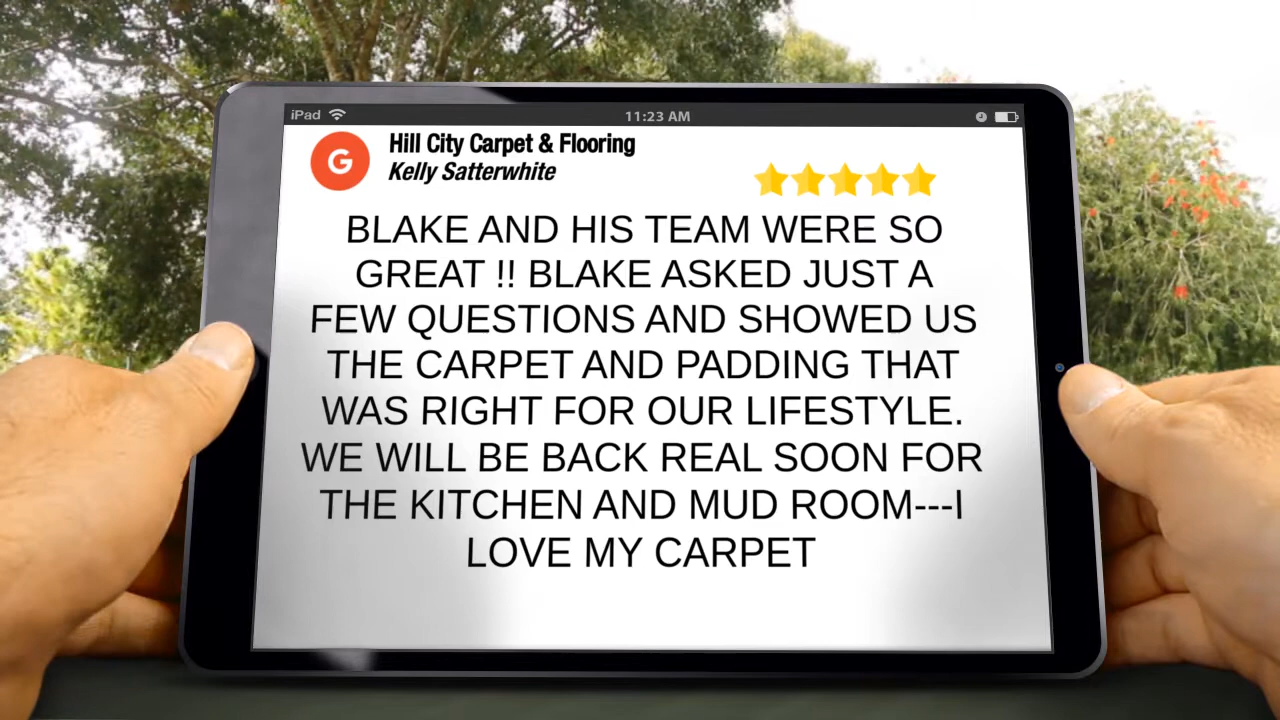 iPad 11:23 AM
G
Hill City Carpet & Flooring
Kelly Satterwhite
BLAKE AND HIS TEAM WERE SO
GREAT !! BLAKE ASKED JUST A
FEW QUESTIONS AND SHOWED US
THE CARPET AND PADDING THAT
WAS RIGHT FOR OUR LIFESTYLE.
WE WILL BE BACK REAL SOON FOR
THE KITCHEN AND MUD ROOM---I
LOVE MY CARPET